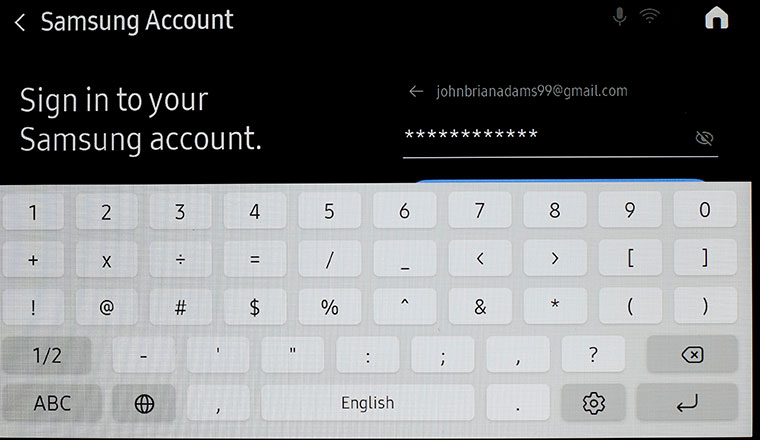 Samsung Account
Sign in to your
Samsung account.
johnbrianadams99@gmail.com
************
1 2 3 4 5 6 7 8 9 0
+ x ÷ = / _ < > [ ]
! @ # $ % ^ & * ( )
1/2 - ' " : ; , ?
ABC , English .